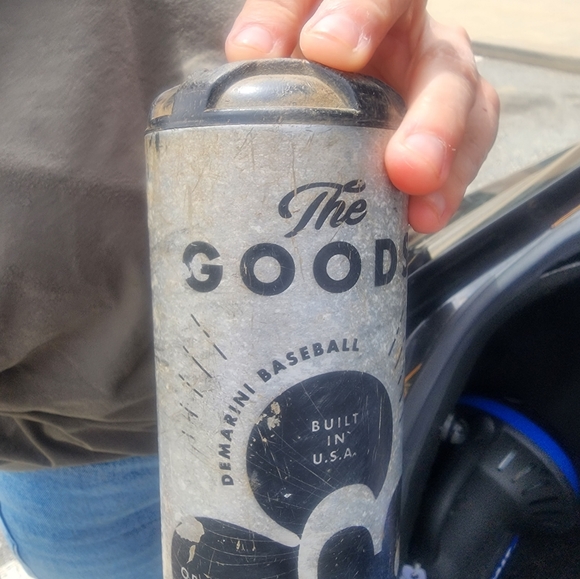 The
GOODS
DEMARINI BASEBALL
BUILT
IN
U.S.A.